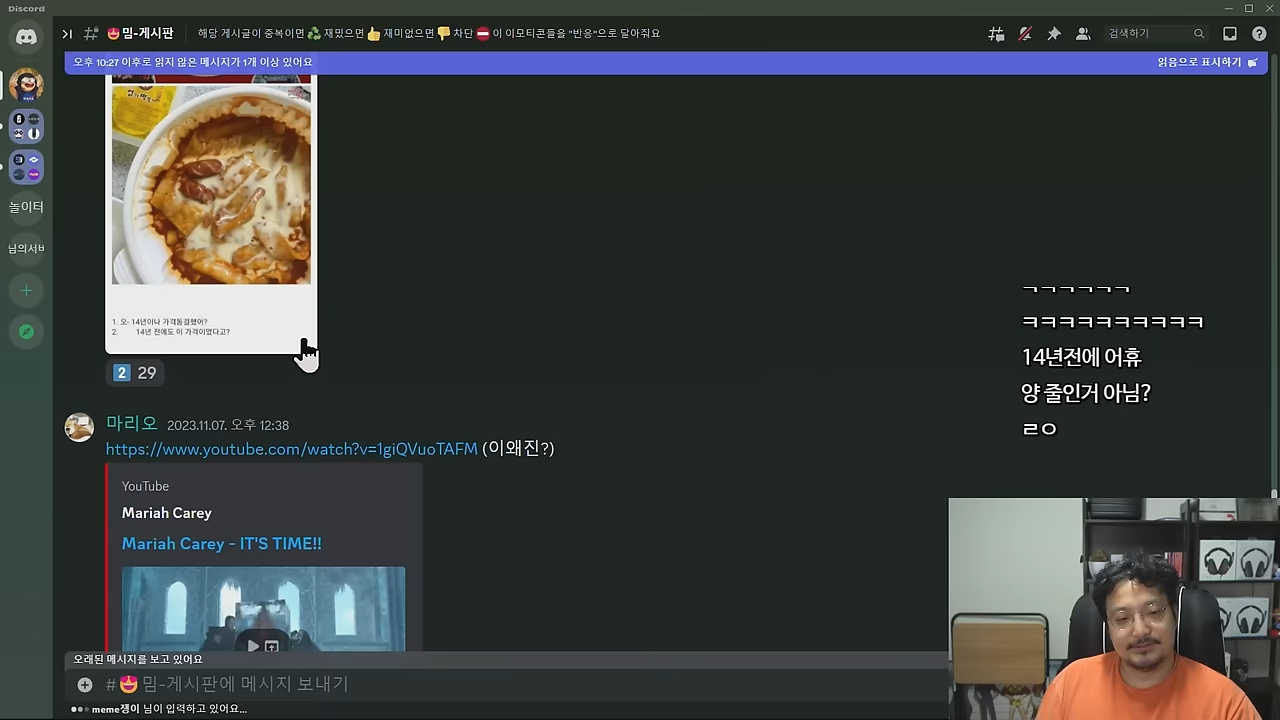 Discord
😍밈-게시판
해당 게시글이 중복이면 ♻️ 재밌으면 👍 재미없으면 👎 차단 ⛔ 이 이모티콘들을 "반응"으로 달아줘요
검색하기
오후 10:27 이후로 읽지 않은 메시지가 1개 이상 있어요
읽음으로 표시하기
놀이터
님의서버
1. 오- 14년이나 가격동결했어?
2. 14년 전에도 이 가격이었다고?
2 29
ㅋㅋㅋㅋㅋㅋ
ㅋㅋㅋㅋㅋㅋㅋㅋㅋㅋ
14년전에 어휴
양 줄인거 아님?
ㄹㅇ
마리오 2023.11.07. 오후 12:38
https://www.youtube.com/watch?v=1giQVuoTAFM (이왜진?)
YouTube
Mariah Carey
Mariah Carey - IT'S TIME!!
오래된 메시지를 보고 있어요
#😍밈-게시판에 메시지 보내기
meme쟁이 님이 입력하고 있어요...